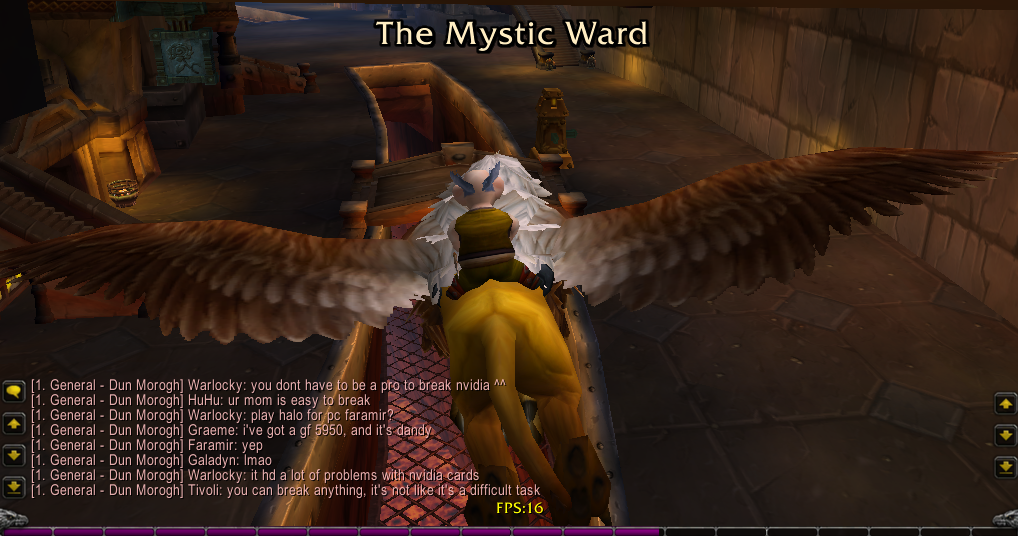 The Mystic Ward
[1. General - Dun Morogh] Warlocky: you dont have to be a pro to break nvidia ^^
[1. General - Dun Morogh] HuHu: ur mom is easy to break
[1. General - Dun Morogh] Warlocky: play halo for pc faramir?
[1. General - Dun Morogh] Graeme: i've got a gf 5950, and it's dandy
[1. General - Dun Morogh] Faramir: yep
[1. General - Dun Morogh] Galadyn: lmao
[1. General - Dun Morogh] Warlocky: it hd a lot of problems with nvidia cards
[1. General - Dun Morogh] Tivoli: you can break anything, it's not like it's a difficult task
FPS:16